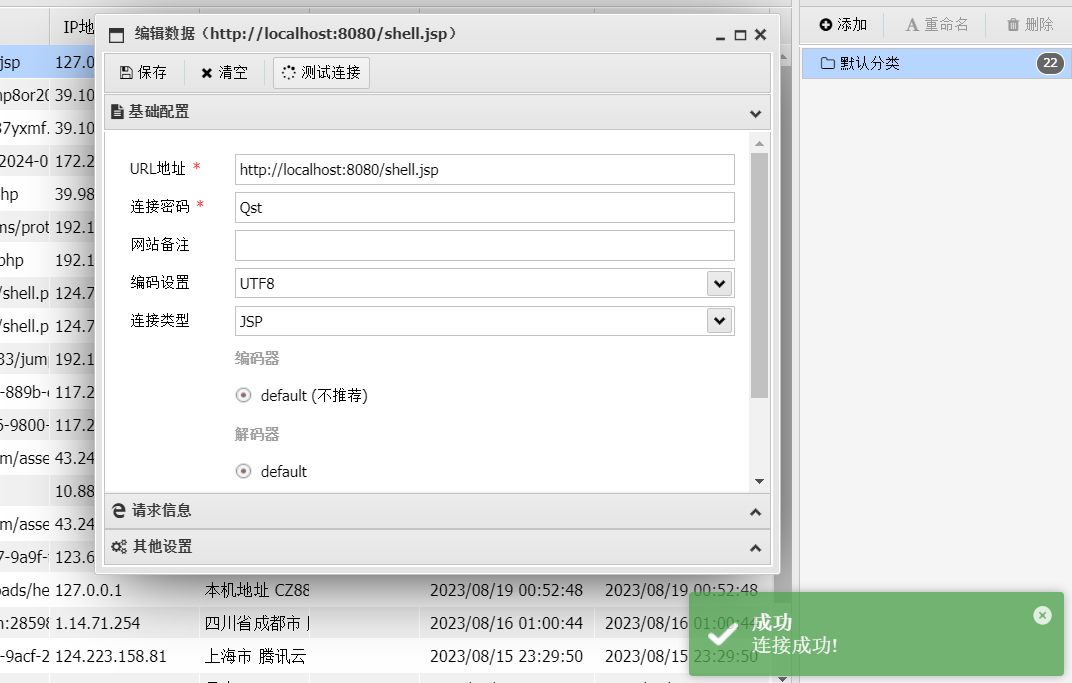 IP地
编辑数据（http://localhost:8080/shell.jsp）
添加 重命名 删除
保存 清空 测试连接
默认分类 22
基础配置
URL地址 * http://localhost:8080/shell.jsp
连接密码 * Qst
网站备注
编码设置 UTF8
连接类型 JSP
编码器
default (不推荐)
解码器
default
请求信息
其他设置
jsp 127.0
np8or20 39.10
37yxmf. 39.10
2024-0 172.2
hp 39.98
ms/prot 192.1
php 192.1
/shell.p 124.7
/shell.p 124.7
33/jum 192.1
-889b- 117.2
5-9800- 117.2
m/asse 43.24
10.88
m/asse 43.24
7-9a9f- 123.6
oads/he 127.0.0.1 本机地址 CZ88 2023/08/19 00:52:48 2023/08/19 00:52:48
n:28598 1.14.71.254 四川省成都市 2023/08/16 01:00:44 2023/08/16 01:00:44
-9acf-2 124.223.158.81 上海市 腾讯云 2023/08/15 23:29:50 2023/08/15 23:29:50
成功
连接成功!